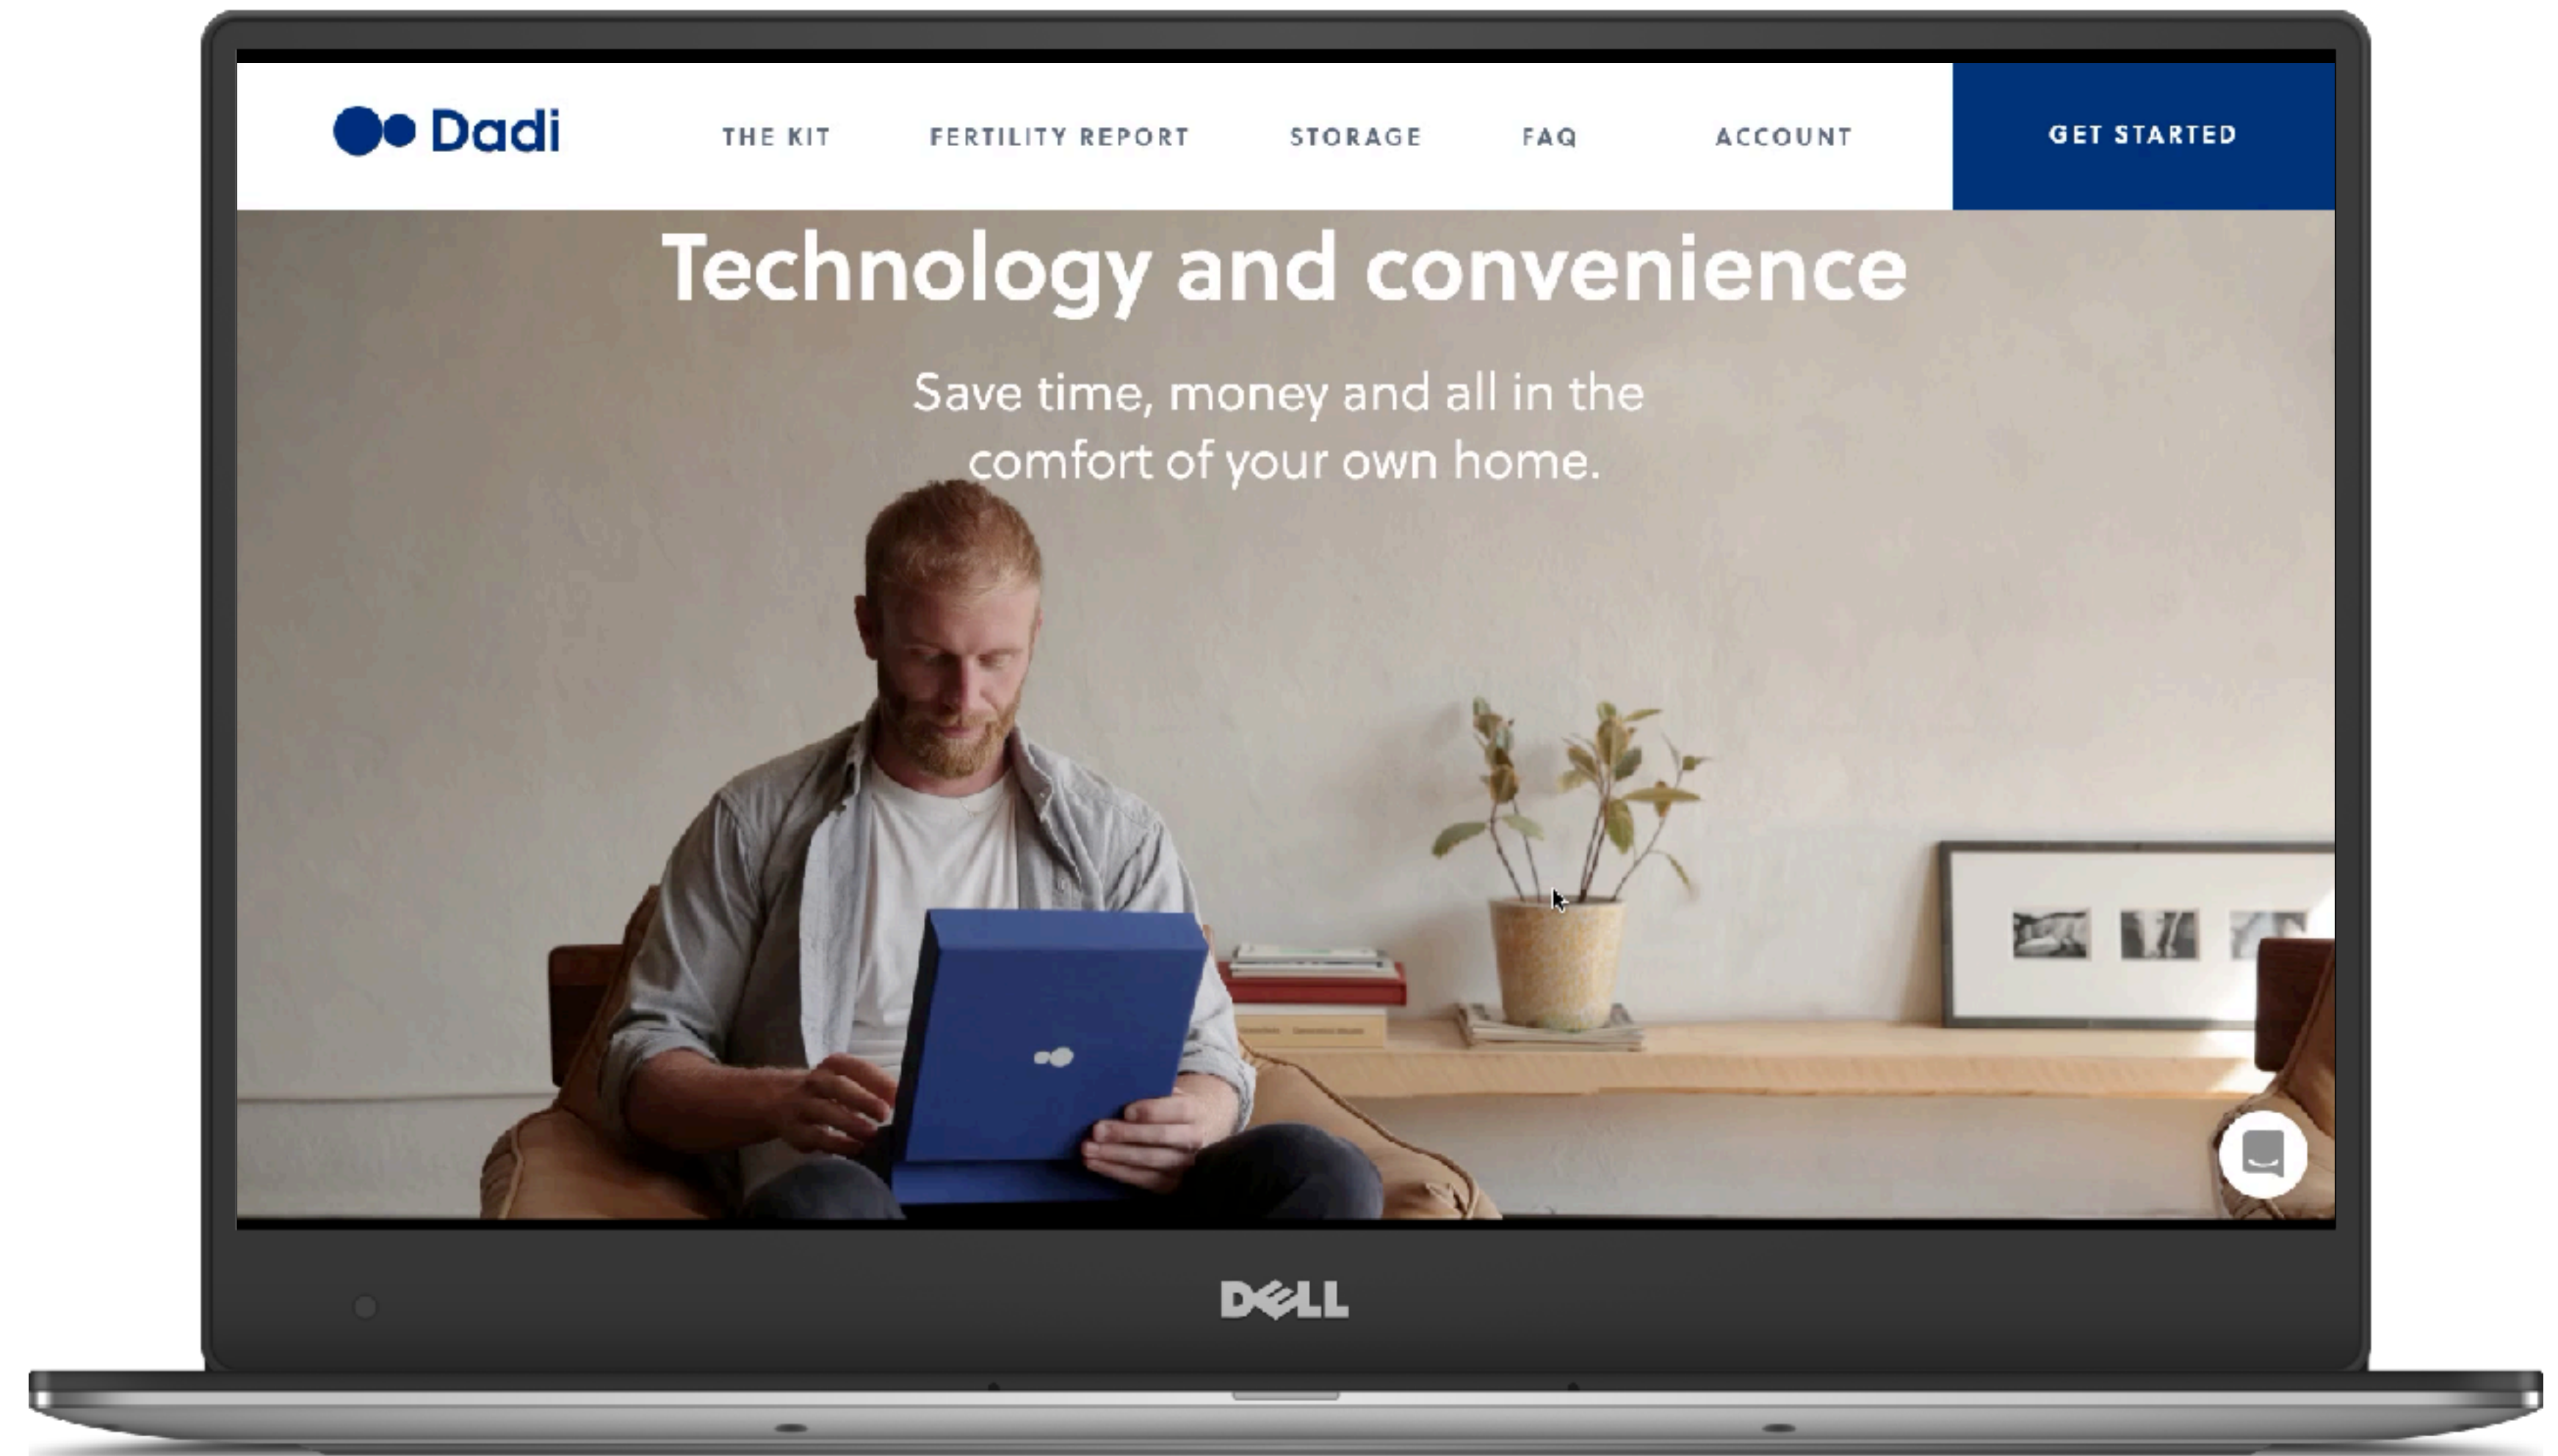 Dadi
THE KIT
FERTILITY REPORT
STORAGE
FAQ
ACCOUNT
GET STARTED
Technology and convenience
Save time, money and all in the
comfort of your own home.
DELL